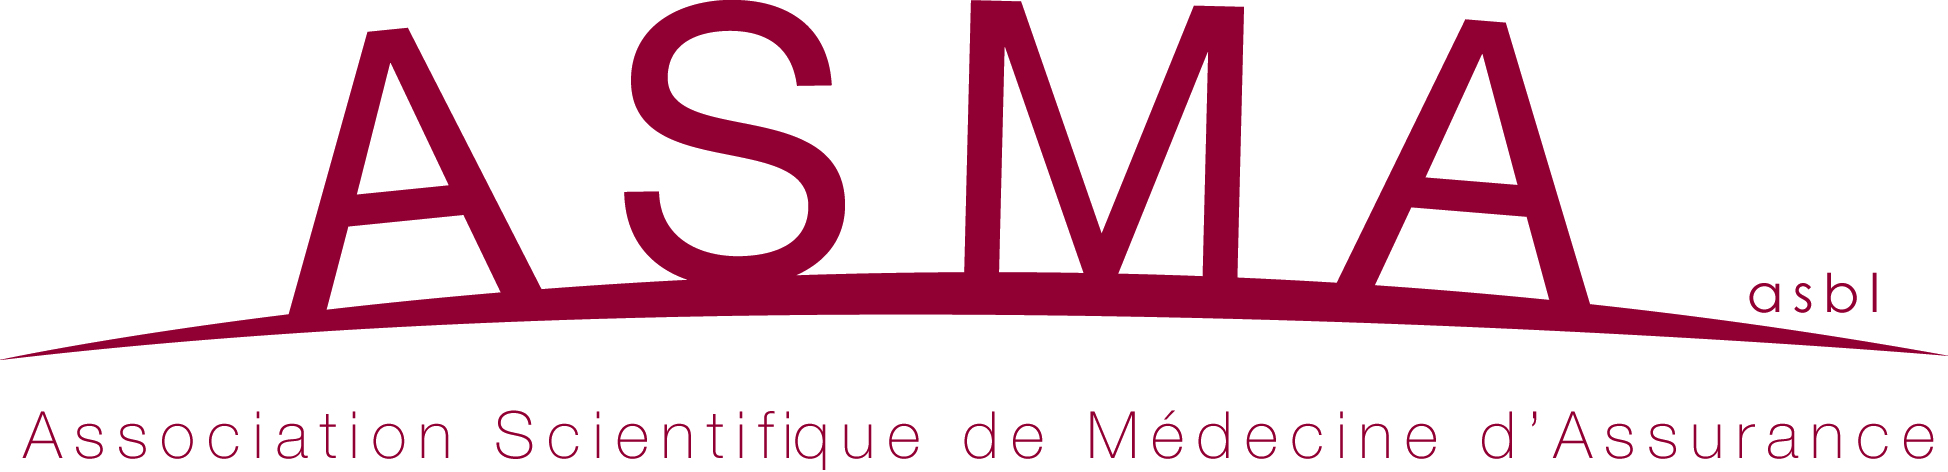 ASMA
asbl
Association Scientifique de Médecine d'Assurance